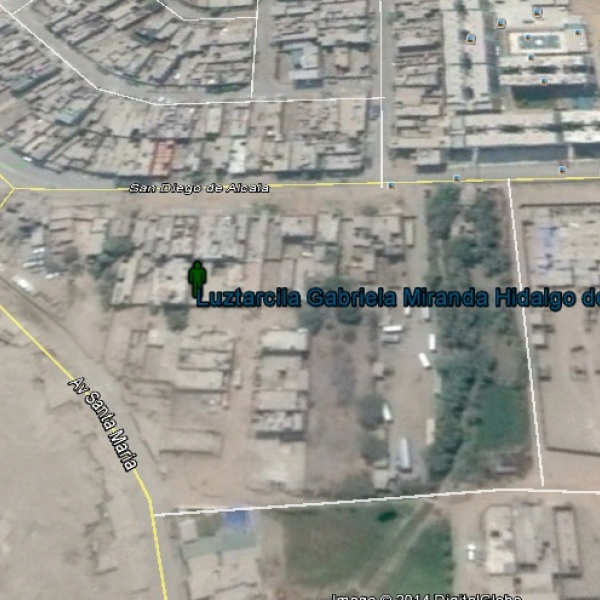 San Diego de Alcala
Luztarcila Gabriela Miranda Hidalgo de
Av Santa Maria
Image © 2014 DigitalGlobe